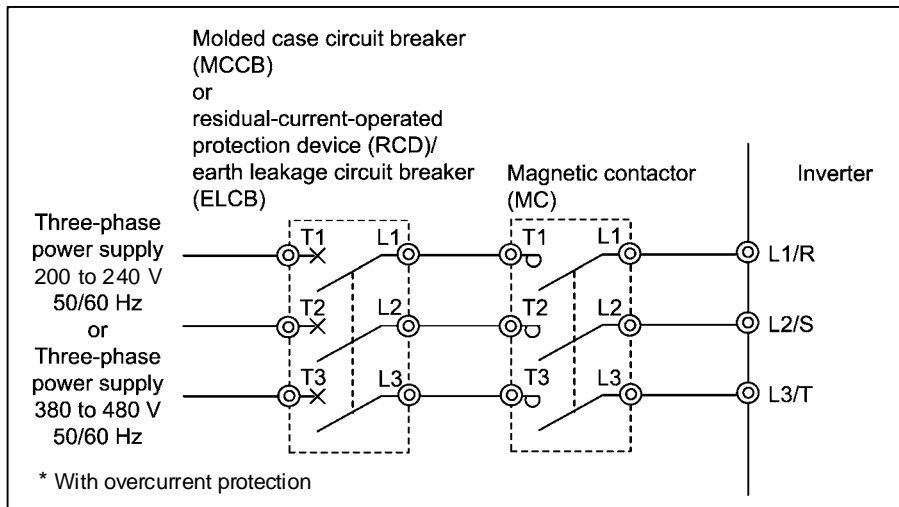 Molded case circuit breaker
(MCCB)
or
residual-current-operated
protection device (RCD)/
earth leakage circuit breaker
(ELCB)
Magnetic contactor
(MC)
Inverter
Three-phase
power supply
200 to 240 V
50/60 Hz
or
Three-phase
power supply
380 to 480 V
50/60 Hz
T1 L1 T1 L1 L1/R
T2 L2 T2 L2 L2/S
T3 L3 T3 L3 L3/T
* With overcurrent protection